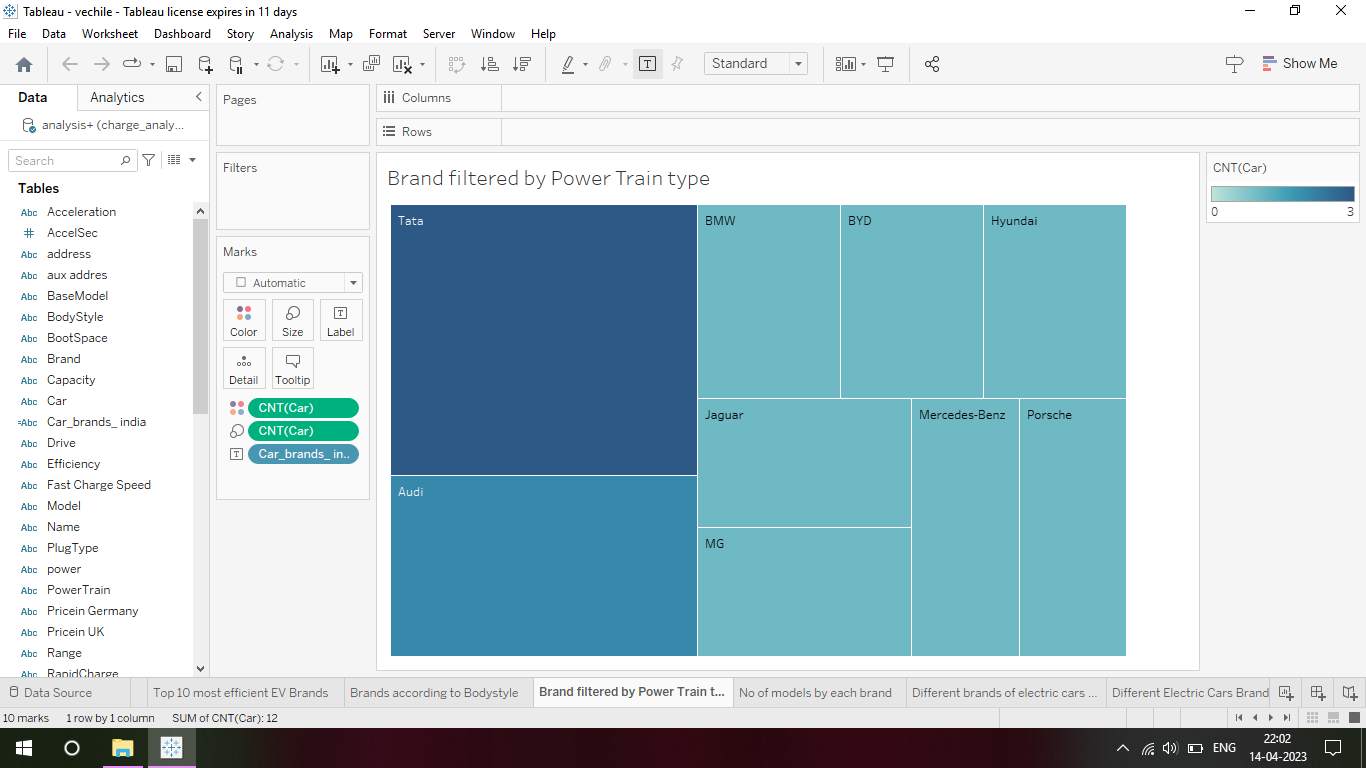 Tableau - vechile - Tableau license expires in 11 days
File Data Worksheet Dashboard Story Analysis Map Format Server Window Help
Standard
Show Me
Data Analytics
analysis+ (charge_analy...
Search
Tables
Abc Acceleration
# AccelSec
Abc address
Abc aux addres
Abc BaseModel
Abc BodyStyle
Abc BootSpace
Abc Brand
Abc Capacity
Abc Car
=Abc Car_brands_ india
Abc Drive
Abc Efficiency
Abc Fast Charge Speed
Abc Model
Abc Name
Abc PlugType
Abc power
Abc PowerTrain
Abc Pricein Germany
Abc Pricein UK
Abc Range
Abc RapidCharge
Pages
Filters
Marks
Automatic
Color Size Label
Detail Tooltip
CNT(Car)
CNT(Car)
Car_brands_ in..
Columns
Rows
Brand filtered by Power Train type
Tata
BMW
BYD
Hyundai
Audi
Jaguar
Mercedes-Benz
Porsche
MG
CNT(Car)
0 3
Data Source Top 10 most efficient EV Brands Brands according to Bodystyle Brand filtered by Power Train t... No of models by each brand Different brands of electric cars ... Different Electric Cars Brand
10 marks 1 row by 1 column SUM of CNT(Car): 12
ENG
22:02
14-04-2023